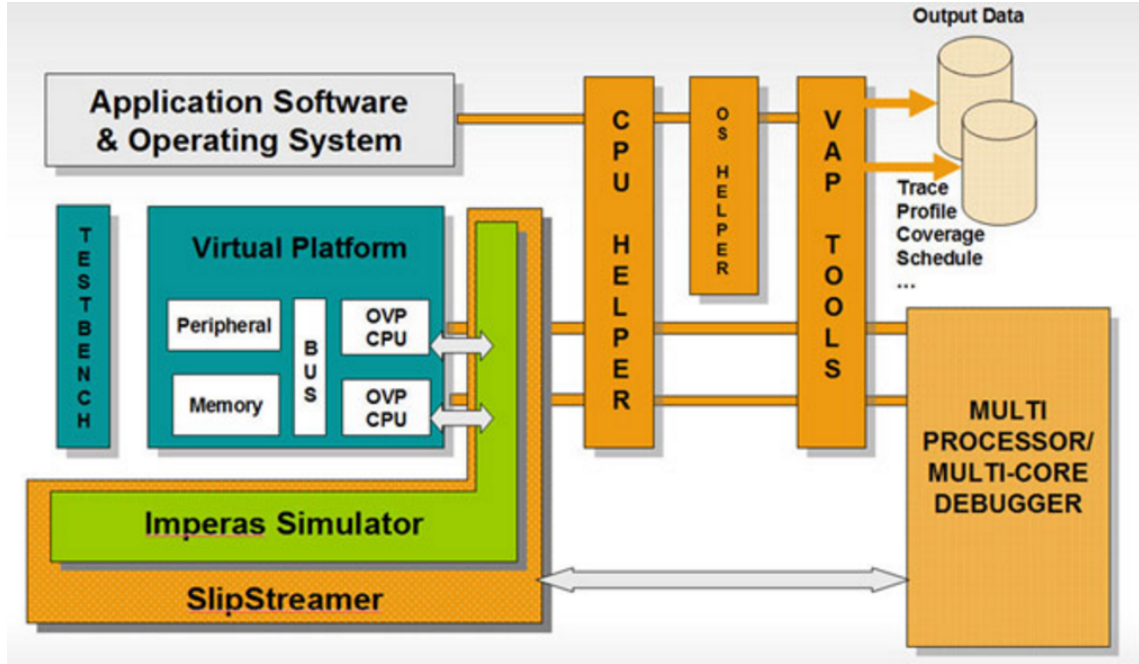 Output Data
Application Software
& Operating System
CPU HELPER
OS HELPER
VAP TOOLS
Trace
Profile
Coverage
Schedule
...
TESTBENCH
Virtual Platform
Peripheral
Memory
BUS
OVP
CPU
OVP
CPU
MULTI
PROCESSOR/
MULTI-CORE
DEBUGGER
Imperas Simulator
SlipStreamer